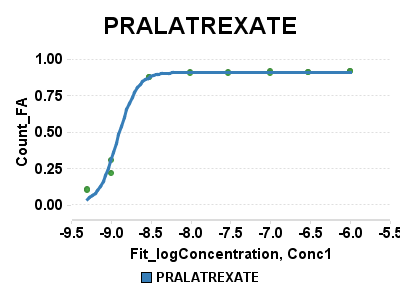 PRALATREXATE
1.00
0.75
0.50
0.25
0.00
Count_FA
-9.5 -9.0 -8.5 -8.0 -7.5 -7.0 -6.5 -6.0 -5.5
Fit_logConcentration, Conc1
PRALATREXATE